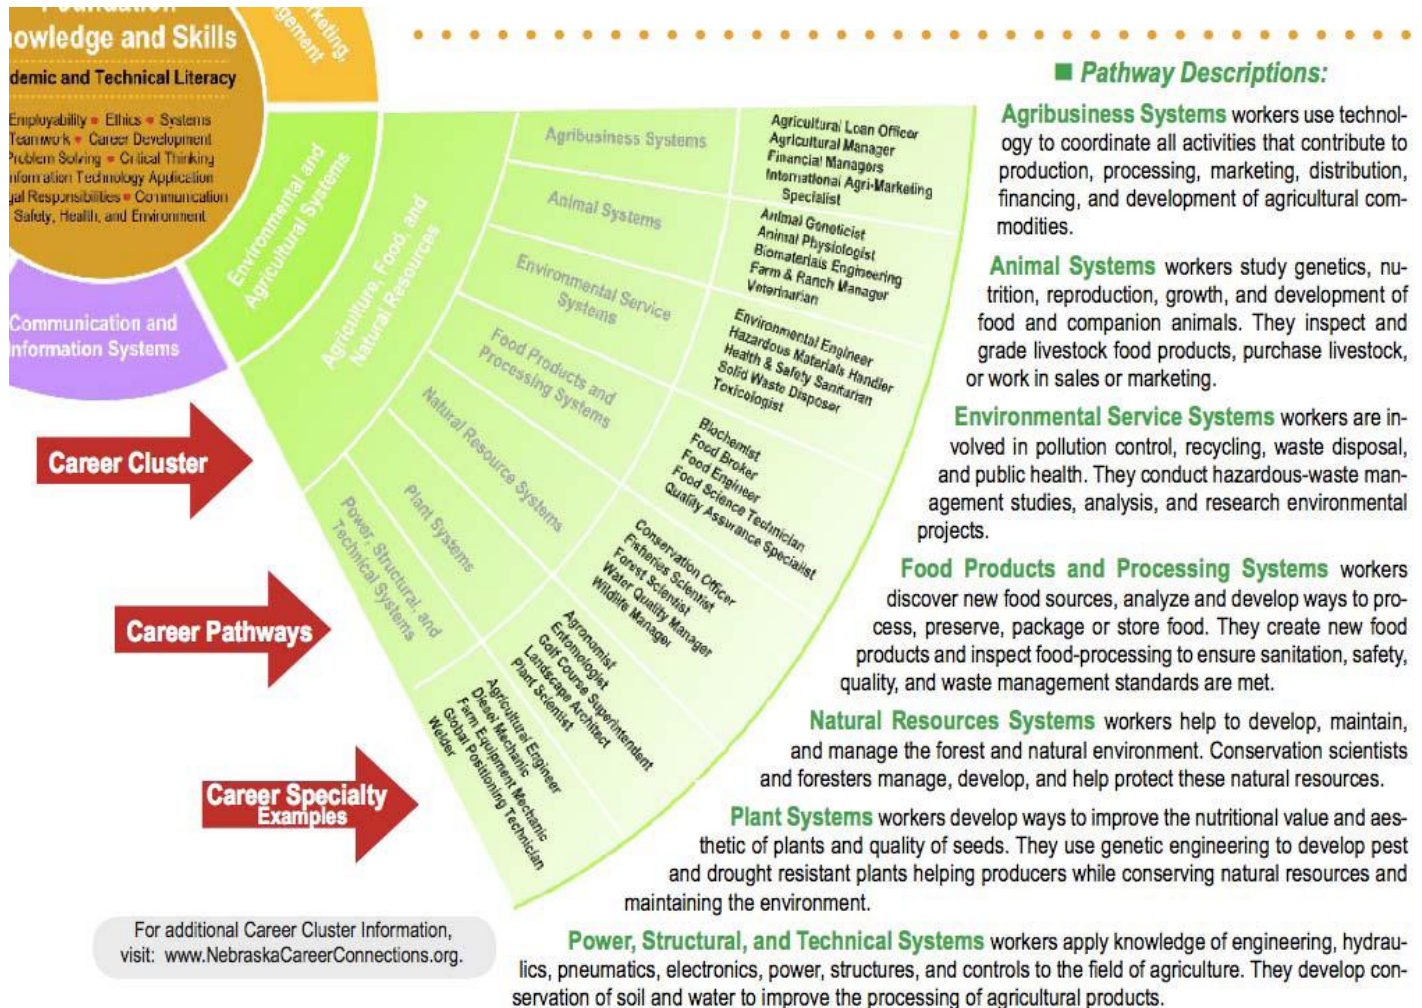 Foundation
owledge and Skills
demic and Technical Literacy
Employability • Ethics • Systems
Teamwork • Career Development
Problem Solving • Critical Thinking
nformation Technology Application
gal Responsibilities • Communication
Safety, Health, and Environment
rketing,
gement
Environmental and
Agricultural Systems
Communication and
nformation Systems
Agriculture, Food, and
Natural Resources
Agribusiness Systems
Animal Systems
Environmental Service
Systems
Food Products and
Processing Systems
Natural Resource Systems
Plant Systems
Power, Structural, and
Technical Systems
Agricultural Loan Officer
Agricultural Manager
Financial Managers
International Agri-Marketing
Specialist
Animal Geneticist
Animal Physiologist
Biomaterials Engineering
Farm & Ranch Manager
Veterinarian
Environmental Engineer
Hazardous Materials Handler
Health & Safety Sanitarian
Solid Waste Disposer
Toxicologist
Biochemist
Food Broker
Food Engineer
Food Science Technician
Quality Assurance Specialist
Conservation Officer
Fisheries Scientist
Forest Scientist
Water Quality Manager
Wildlife Manager
Agronomist
Entomologist
Golf Course Superintendent
Landscape Architect
Plant Scientist
Agricultural Engineer
Diesel Mechanic
Farm Equipment Mechanic
Global Positioning Technician
Welder
Career Cluster
Career Pathways
Career Specialty
Examples
For additional Career Cluster Information,
visit: www.NebraskaCareerConnections.org.
■ Pathway Descriptions:
Agribusiness Systems workers use technol-
ogy to coordinate all activities that contribute to
production, processing, marketing, distribution,
financing, and development of agricultural com-
modities.
Animal Systems workers study genetics, nu-
trition, reproduction, growth, and development of
food and companion animals. They inspect and
grade livestock food products, purchase livestock,
or work in sales or marketing.
Environmental Service Systems workers are in-
volved in pollution control, recycling, waste disposal,
and public health. They conduct hazardous-waste man-
agement studies, analysis, and research environmental
projects.
Food Products and Processing Systems workers
discover new food sources, analyze and develop ways to pro-
cess, preserve, package or store food. They create new food
products and inspect food-processing to ensure sanitation, safety,
quality, and waste management standards are met.
Natural Resources Systems workers help to develop, maintain,
and manage the forest and natural environment. Conservation scientists
and foresters manage, develop, and help protect these natural resources.
Plant Systems workers develop ways to improve the nutritional value and aes-
thetic of plants and quality of seeds. They use genetic engineering to develop pest
and drought resistant plants helping producers while conserving natural resources and
maintaining the environment.
Power, Structural, and Technical Systems workers apply knowledge of engineering, hydrau-
lics, pneumatics, electronics, power, structures, and controls to the field of agriculture. They develop con-
servation of soil and water to improve the processing of agricultural products.